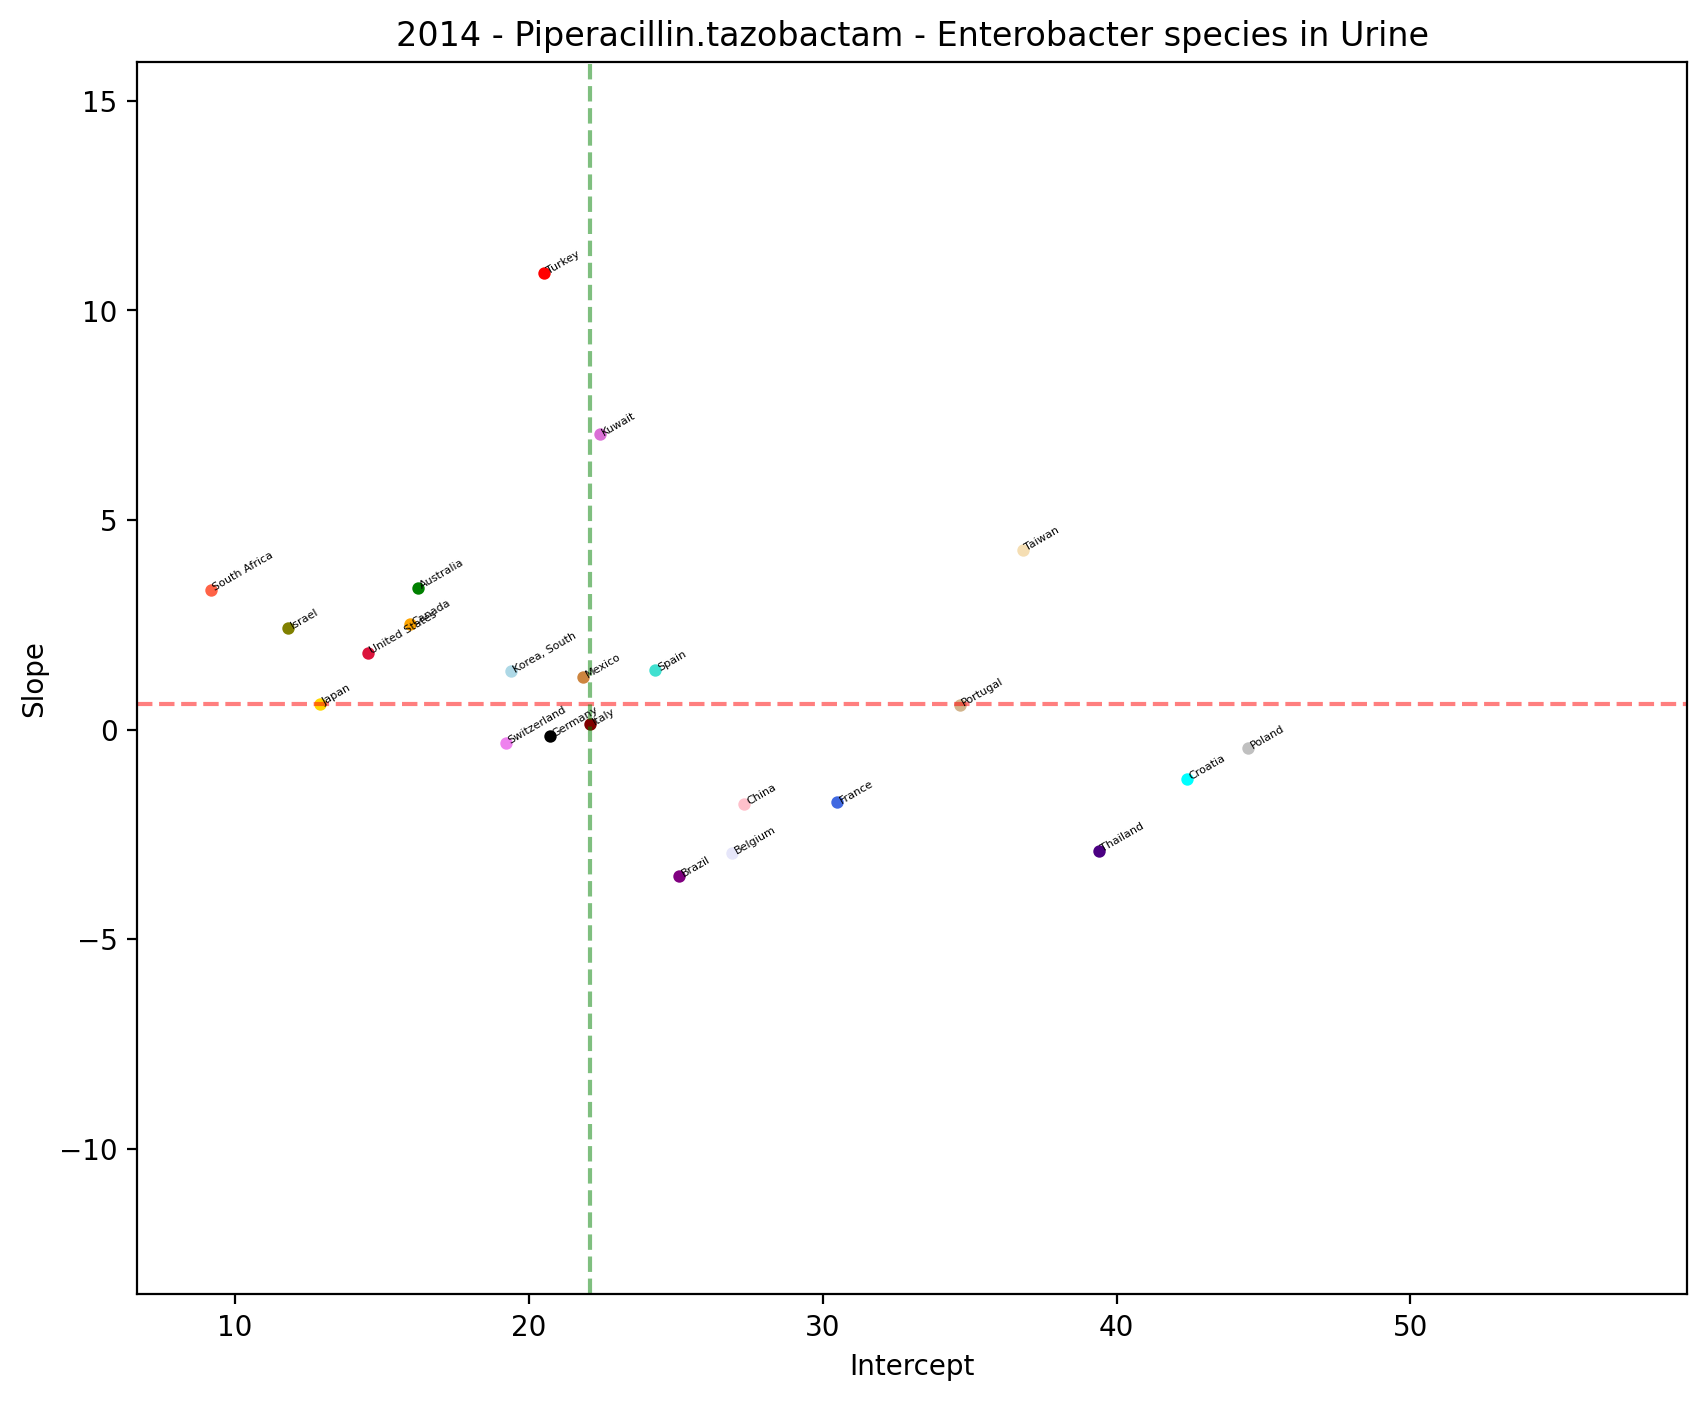 2014 - Piperacillin.tazobactam - Enterobacter species in Urine
15
10
5
0
−5
−10
Slope
Turkey
Kuwait
Taiwan
South Africa
Australia
Israel
Canada
United States
Korea, South
Mexico
Spain
Japan
Portugal
Switzerland
Germany
Italy
Poland
Croatia
China
France
Belgium
Thailand
Brazil
10
20
30
40
50
Intercept